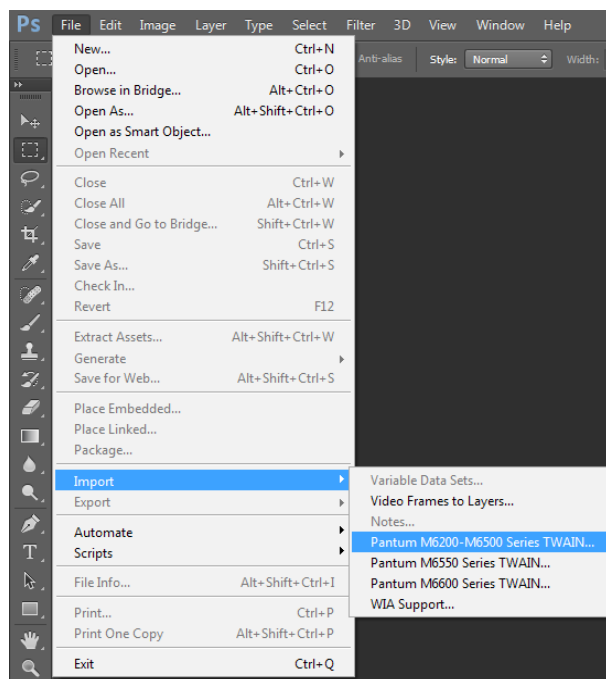 Ps File Edit Image Layer Type Select Filter 3D View Window Help
Anti-alias Style: Normal Width:
New... Ctrl+N
Open... Ctrl+O
Browse in Bridge... Alt+Ctrl+O
Open As... Alt+Shift+Ctrl+O
Open as Smart Object...
Open Recent
Close Ctrl+W
Close All Alt+Ctrl+W
Close and Go to Bridge... Shift+Ctrl+W
Save Ctrl+S
Save As... Shift+Ctrl+S
Check In...
Revert F12
Extract Assets... Alt+Shift+Ctrl+W
Generate
Save for Web... Alt+Shift+Ctrl+S
Place Embedded...
Place Linked...
Package...
Import
Export
Automate
Scripts
File Info... Alt+Shift+Ctrl+I
Print... Ctrl+P
Print One Copy Alt+Shift+Ctrl+P
Exit Ctrl+Q
Variable Data Sets...
Video Frames to Layers...
Notes...
Pantum M6200-M6500 Series TWAIN...
Pantum M6550 Series TWAIN...
Pantum M6600 Series TWAIN...
WIA Support...